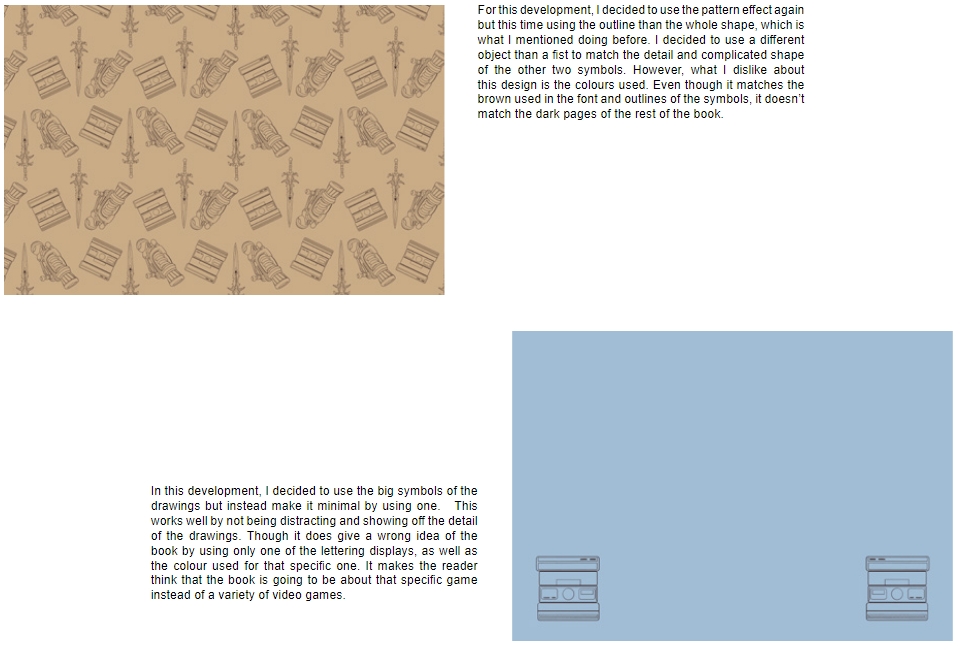 For this development, I decided to use the pattern effect again
but this time using the outline than the whole shape, which is
what I mentioned doing before. I decided to use a different
object than a fist to match the detail and complicated shape
of the other two symbols. However, what I dislike about
this design is the colours used. Even though it matches the
brown used in the font and outlines of the symbols, it doesn't
match the dark pages of the rest of the book.
In this development, I decided to use the big symbols of the
drawings but instead make it minimal by using one. This
works well by not being distracting and showing off the detail
of the drawings. Though it does give a wrong idea of the
book by using only one of the lettering displays, as well as
the colour used for that specific one. It makes the reader
think that the book is going to be about that specific game
instead of a variety of video games.